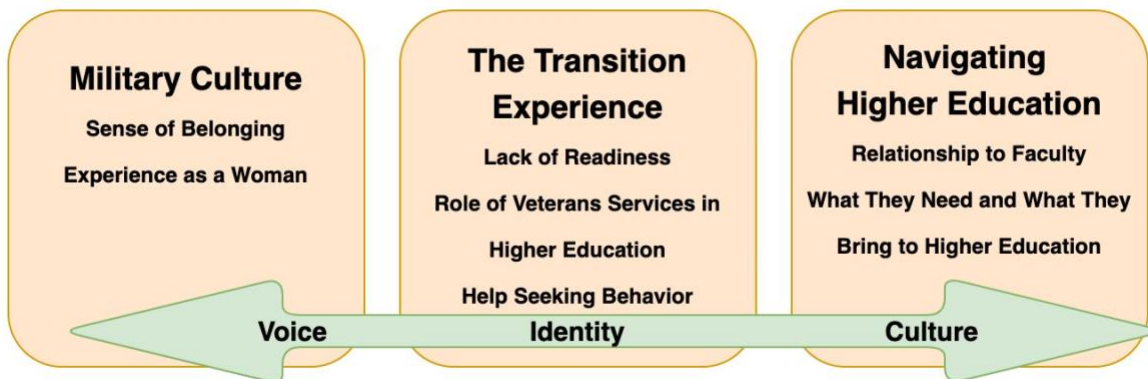 Military Culture
Sense of Belonging
Experience as a Woman
The Transition
Experience
Lack of Readiness
Role of Veterans Services in
Higher Education
Help Seeking Behavior
Navigating
Higher Education
Relationship to Faculty
What They Need and What They
Bring to Higher Education
Voice
Identity
Culture